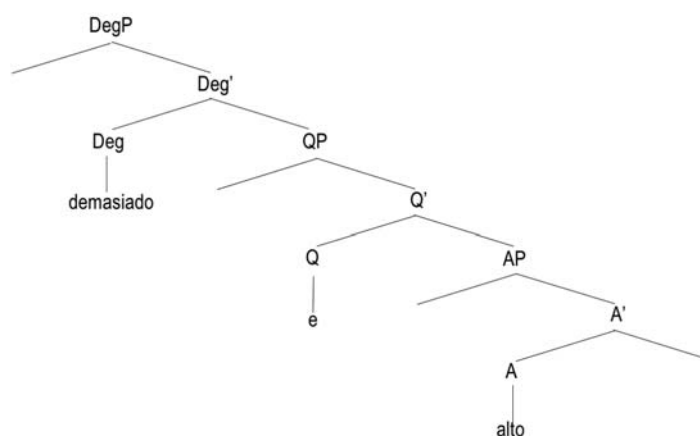 DegP
Deg’
Deg QP
demasiado Q’
Q AP
e A’
A
alto